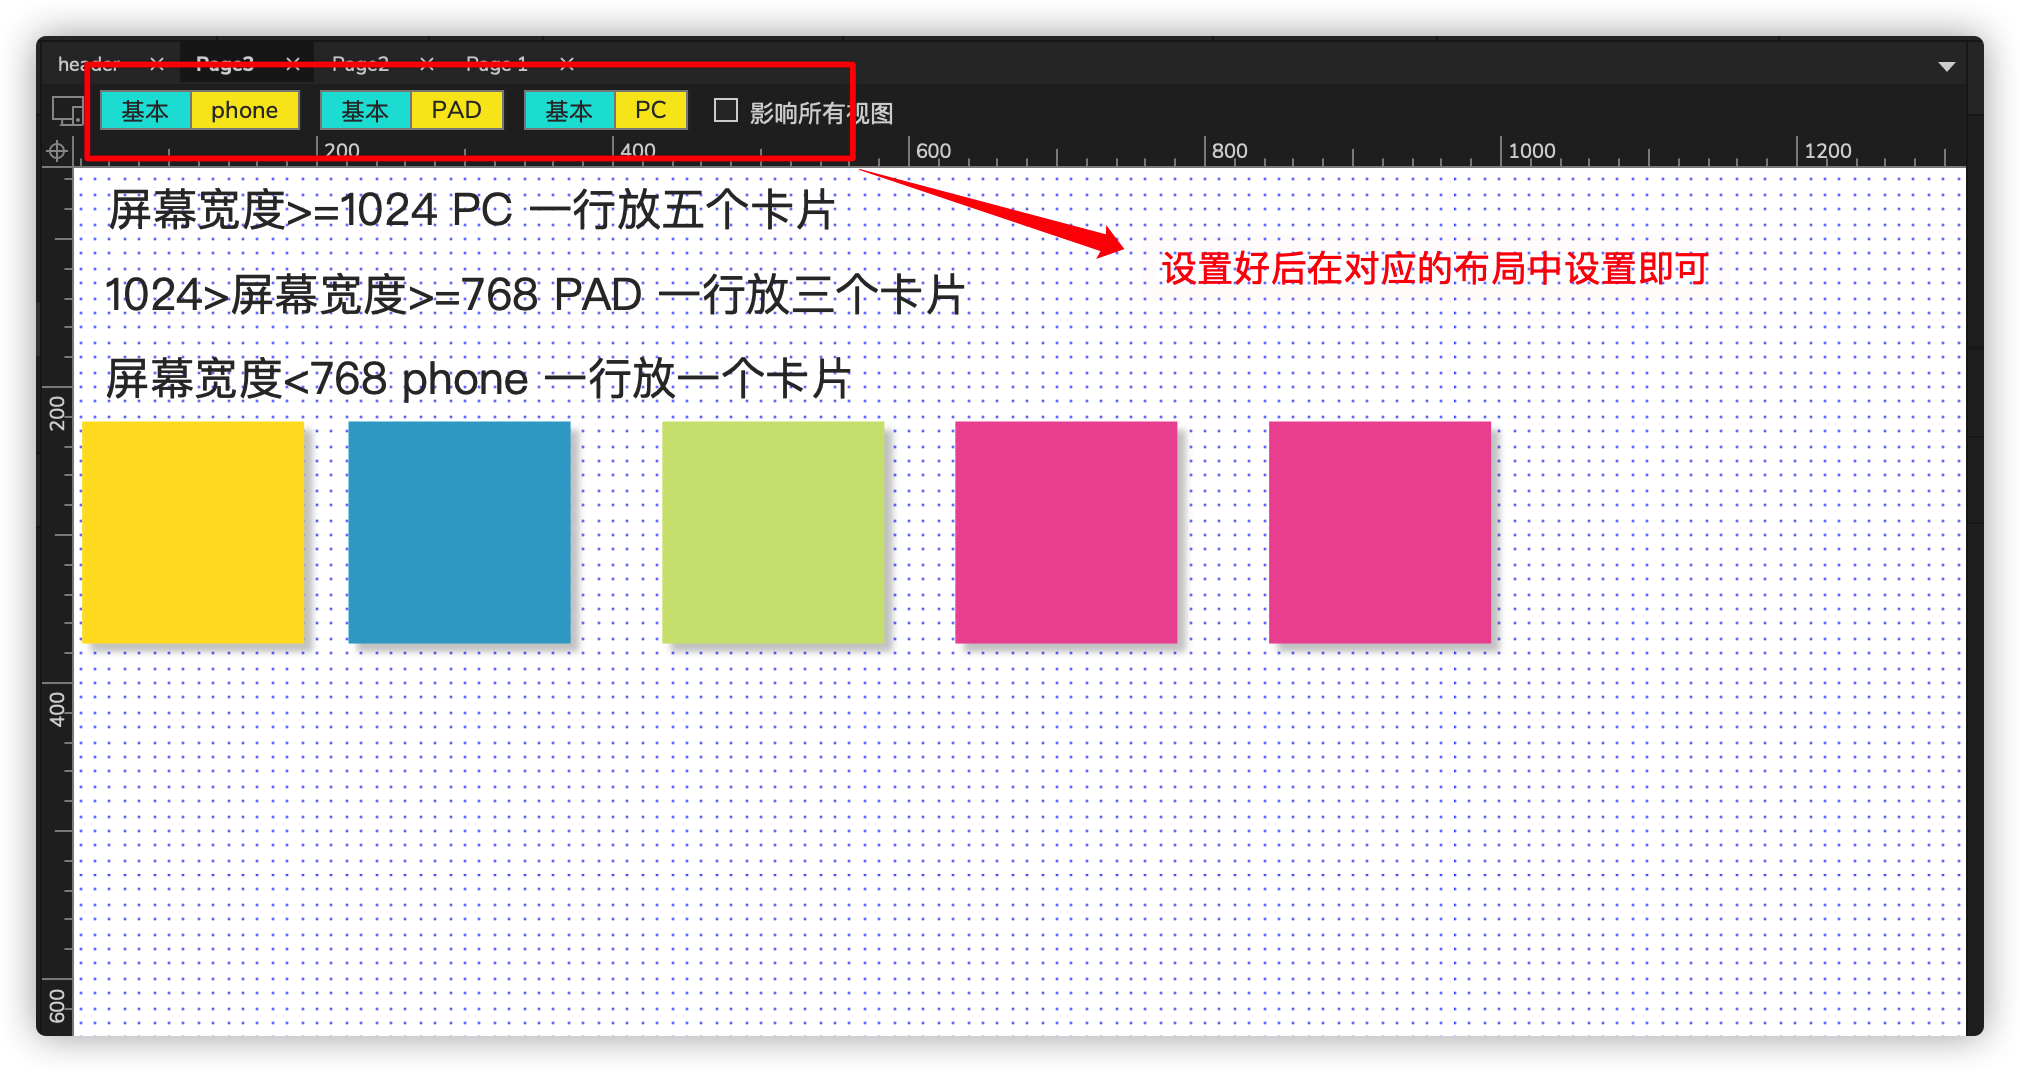 header × Page3 × Page2 × Page 1 ×
基本 phone 基本 PAD 基本 PC 影响所有视图
200 400 600 800 1000 1200
屏幕宽度>=1024 PC 一行放五个卡片
设置好后在对应的布局中设置即可
1024>屏幕宽度>=768 PAD 一行放三个卡片
屏幕宽度<768 phone 一行放一个卡片
200
400
600